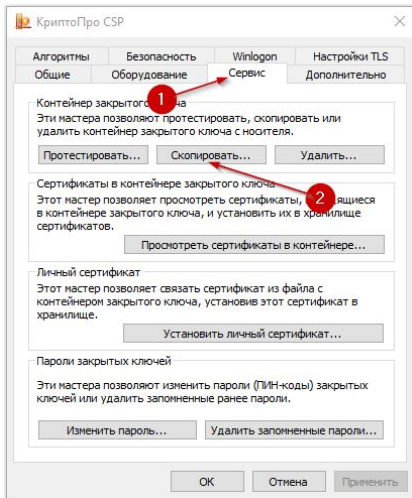 КриптоПро CSP
Алгоритмы Безопасность Winlogon Настройки TLS
Общие Оборудование Сервис Дополнительно
1
Контейнер закрытого
Эти мастера позволяют протестировать, скопировать или
удалить контейнер закрытого ключа с носителя.
Протестировать... Скопировать... Удалить...
2
Сертификаты в контейнере закрытого ключа
Этот мастер позволяет просмотреть сертификаты,
в контейнере закрытого ключа, и установить их в хранилище
сертификатов.
Просмотреть сертификаты в контейнере...
Личный сертификат
Этот мастер позволяет связать сертификат из файла с
контейнером закрытого ключа, установив этот сертификат в
хранилище.
Установить личный сертификат...
Пароли закрытых ключей
Эти мастера позволяют изменить пароли (ПИН-коды) закрытых
ключей или удалить запомненные ранее пароли.
Изменить пароль... Удалить запомненные пароли...
ОК Отмена Применить